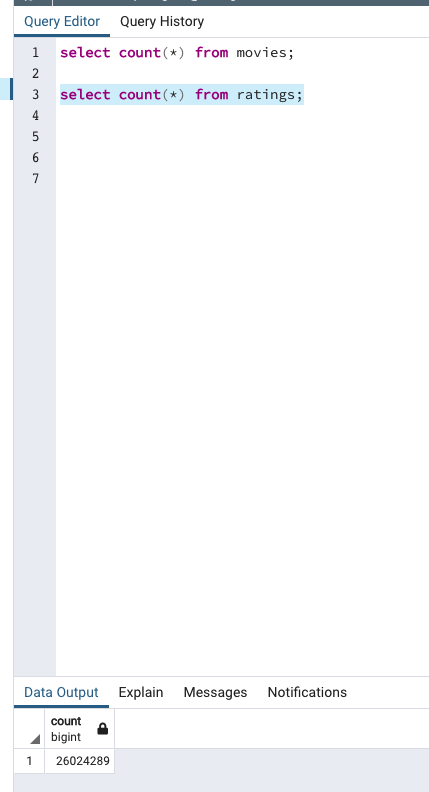 Query Editor Query History
1 select count(*) from movies;
2
3 select count(*) from ratings;
4
5
6
7
Data Output Explain Messages Notifications
count
bigint
1 26024289